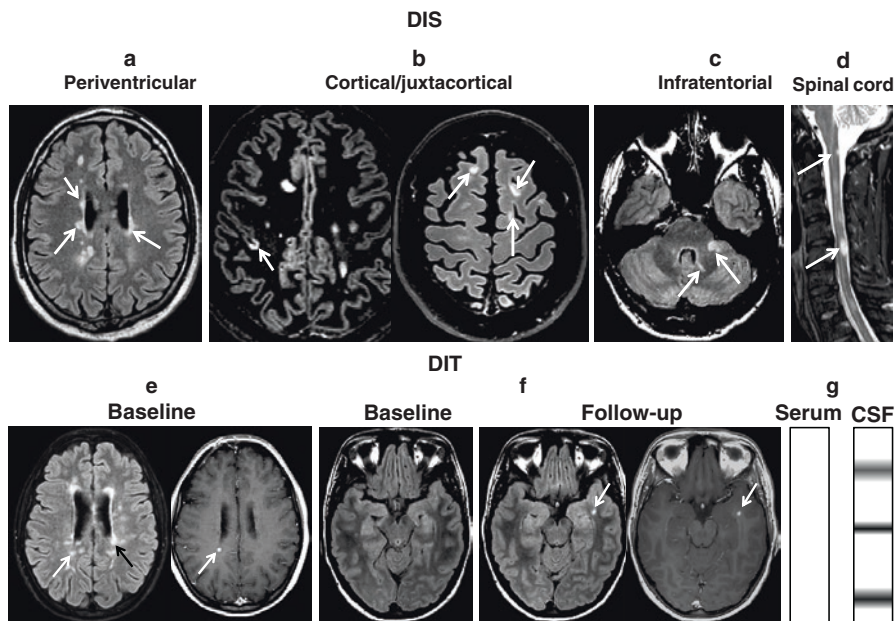 DIS
a b c d
Periventricular Cortical/juxtacortical Infratentorial Spinal cord
DIT
e f g
Baseline Baseline Follow-up Serum CSF